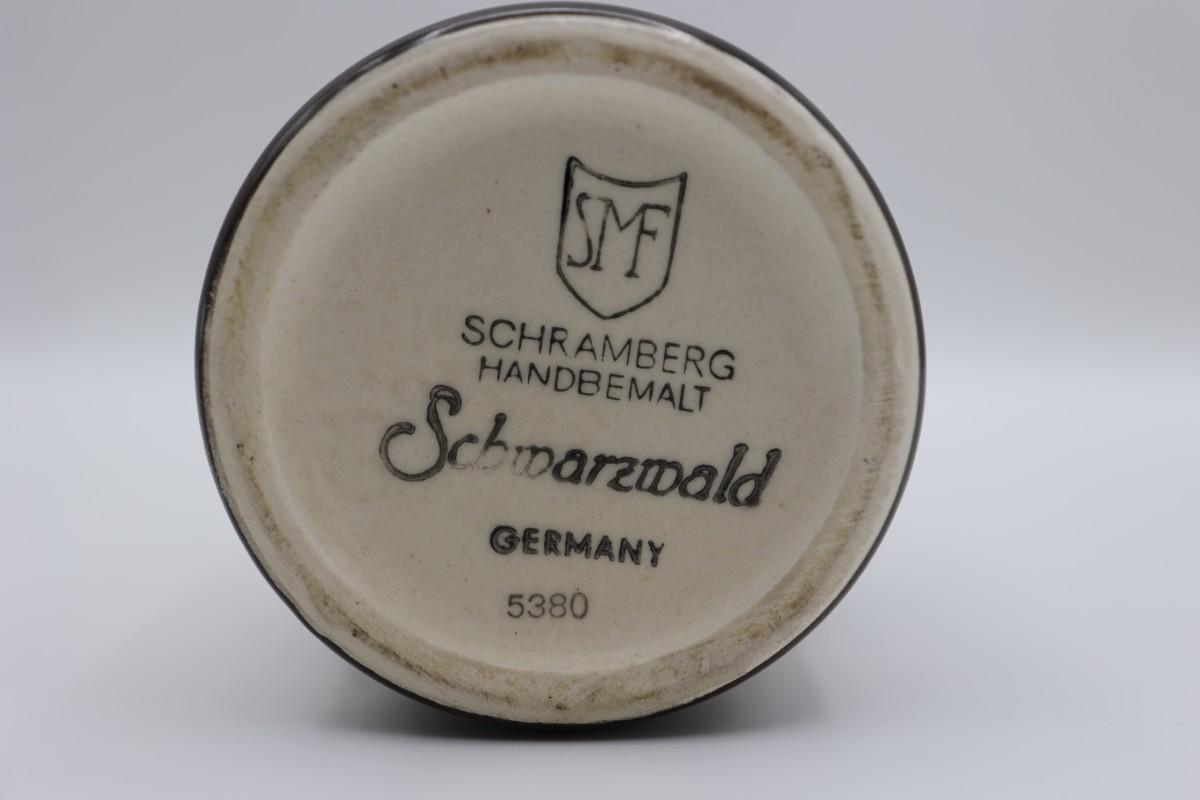 SMF
SCHRAMBERG
HANDBEMALT
Schwarzwald
GERMANY
5380